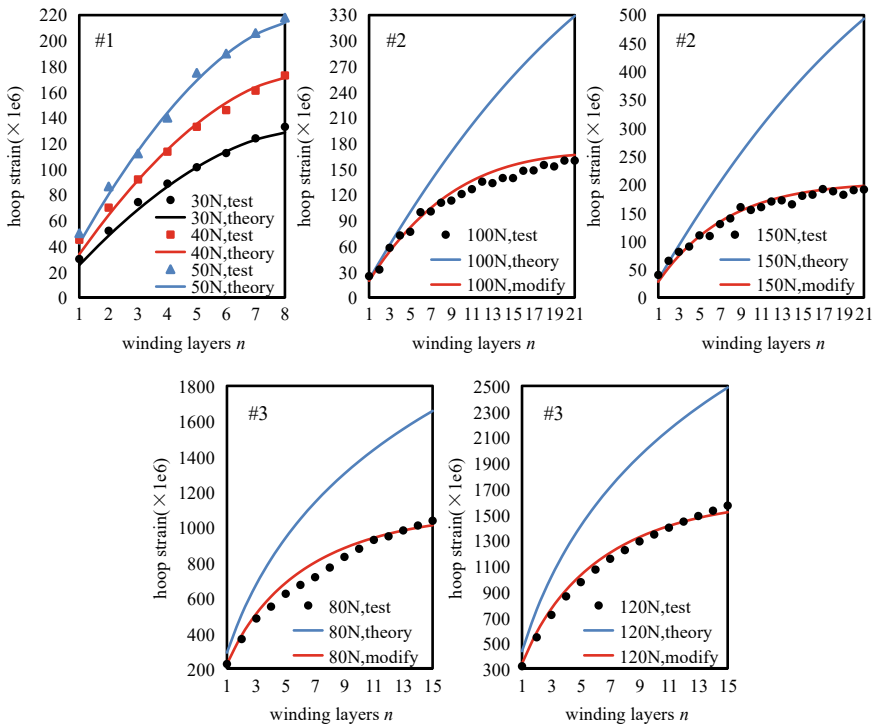 #1
hoop strain(×1e6)
220
200
180
160
140
120
100
80
60
40
20
0
30N,test
30N,theory
40N,test
40N,theory
50N,test
50N,theory
1 2 3 4 5 6 7 8
winding layers n
#2
hoop strain(×1e6)
330
300
270
240
210
180
150
120
90
60
30
0
100N,test
100N,theory
100N,modify
1 3 5 7 9 11 13 15 17 19 21
winding layers n
#2
hoop strain(×1e6)
500
450
400
350
300
250
200
150
100
50
0
150N,test
150N,theory
150N,modify
1 3 5 7 9 11 13 15 17 19 21
winding layers n
#3
hoop strain(×1e6)
1800
1600
1400
1200
1000
800
600
400
200
80N,test
80N,theory
80N,modify
1 3 5 7 9 11 13 15
winding layers n
#3
hoop strain(×1e6)
2500
2300
2100
1900
1700
1500
1300
1100
900
700
500
300
120N,test
120N,theory
120N,modify
1 3 5 7 9 11 13 15
winding layers n